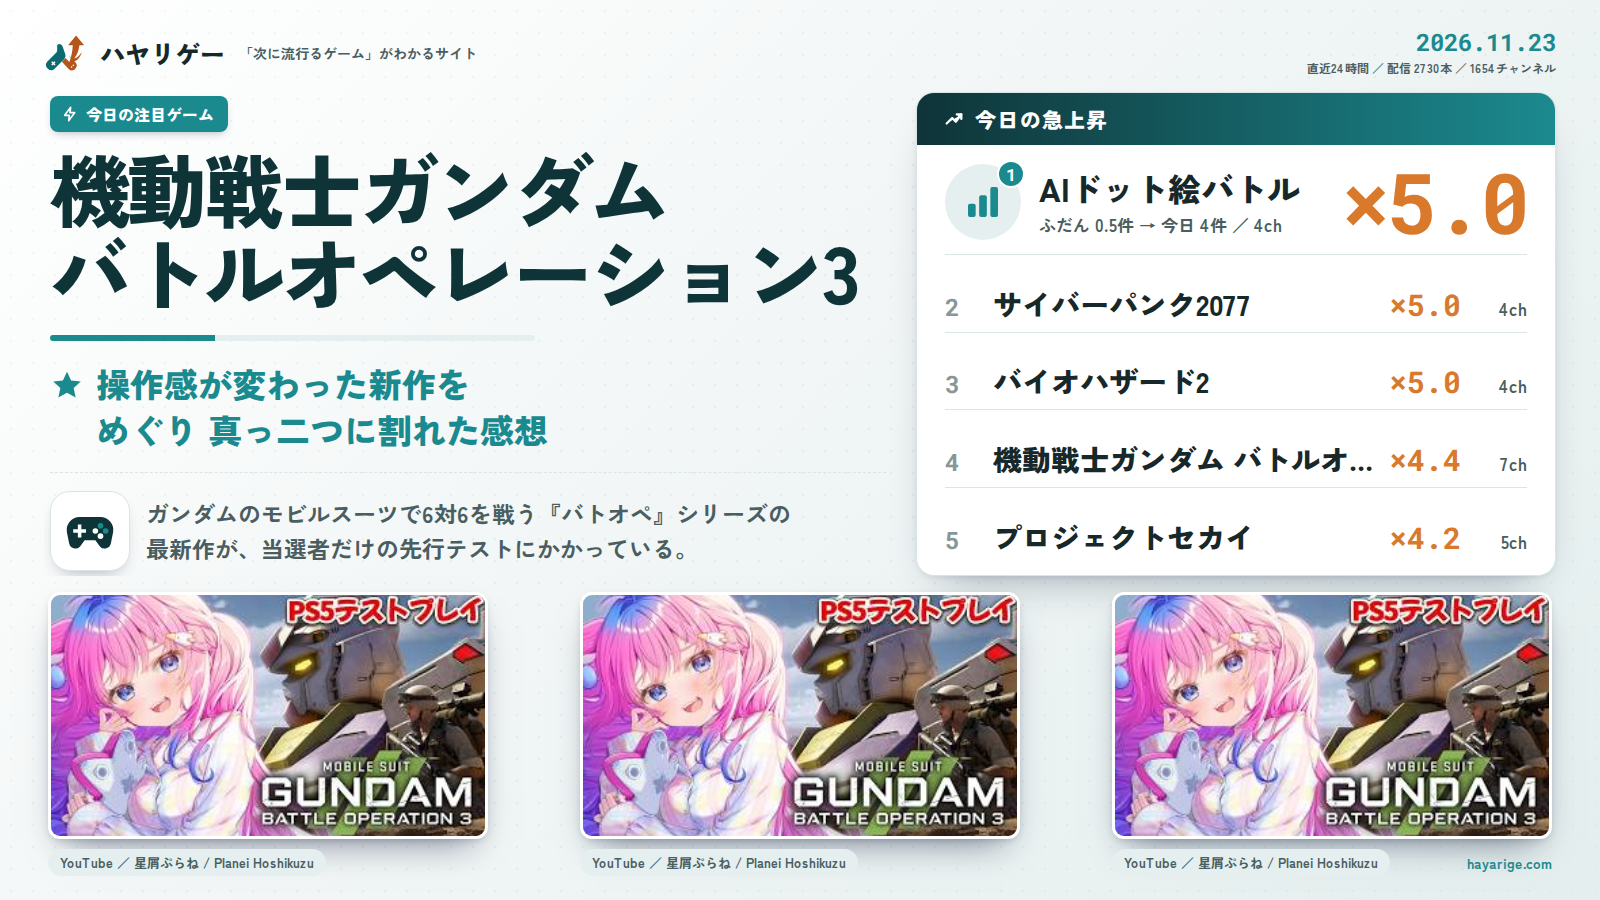 ハヤリゲー
「次に流行るゲーム」がわかるサイト
2026.11.23
直近24時間 ／ 配信 2730本 ／ 1654チャンネル
今日の注目ゲーム
機動戦士ガンダム
バトルオペレーション3
操作感が変わった新作を
めぐり 真っ二つに割れた感想
ガンダムのモビルスーツで6対6を戦う『バトオペ』シリーズの
最新作が、当選者だけの先行テストにかかっている。
今日の急上昇
1
AIドット絵バトル
ふだん 0.5件 → 今日 4件 ／ 4ch
×5.0
2 サイバーパンク2077 ×5.0 4ch
3 バイオハザード2 ×5.0 4ch
4 機動戦士ガンダム バトルオ… ×4.4 7ch
5 プロジェクトセカイ ×4.2 5ch
PS5テストプレイ
MOBILE SUIT
GUNDAM
BATTLE OPERATION 3
YouTube ／ 星屑ぷらね / Planei Hoshikuzu
PS5テストプレイ
MOBILE SUIT
GUNDAM
BATTLE OPERATION 3
YouTube ／ 星屑ぷらね / Planei Hoshikuzu
PS5テストプレイ
MOBILE SUIT
GUNDAM
BATTLE OPERATION 3
YouTube ／ 星屑ぷらね / Planei Hoshikuzu
hayarige.com